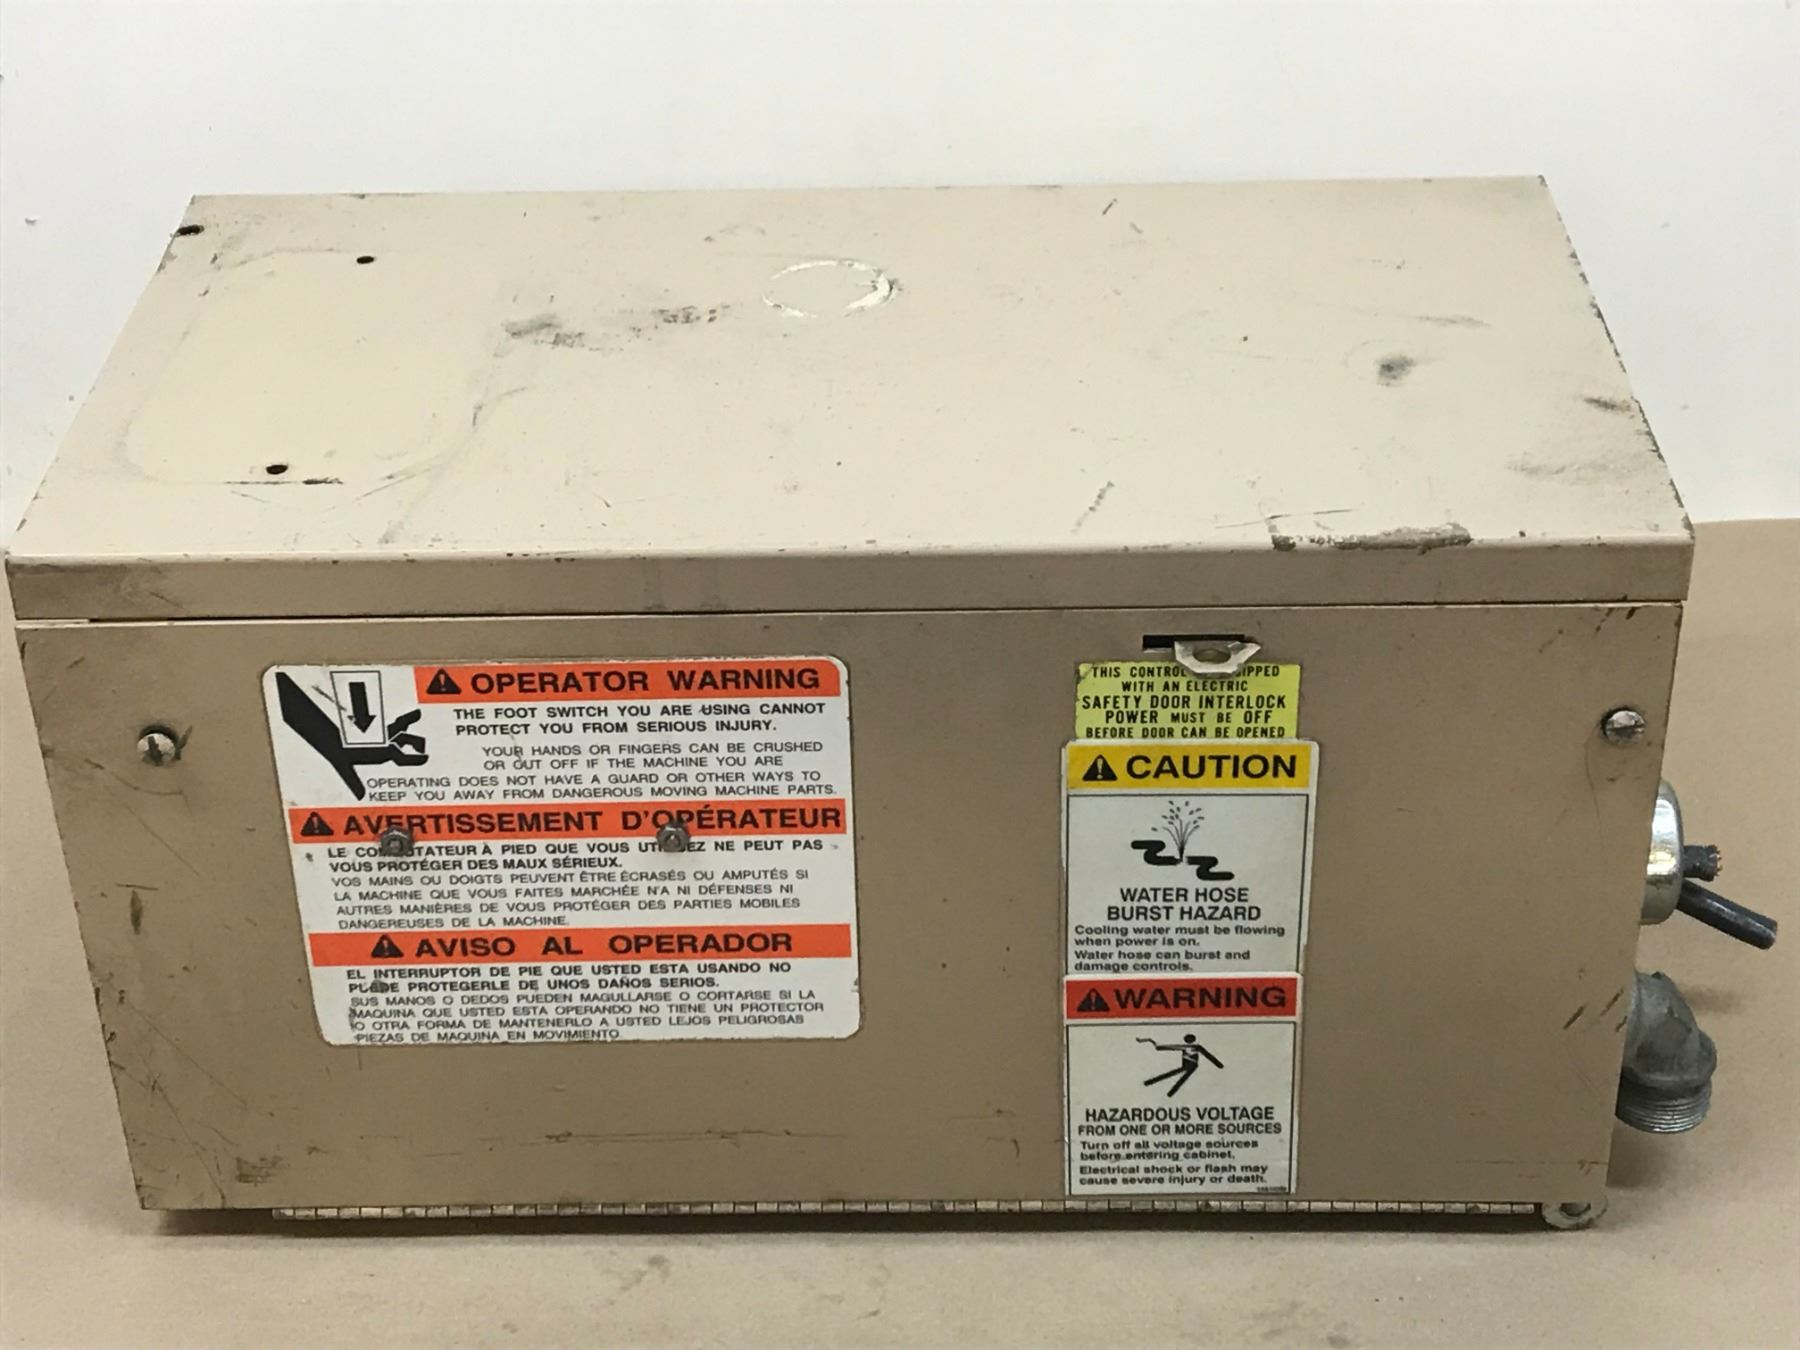 OPERATOR WARNING
THE FOOT SWITCH YOU ARE USING CANNOT
PROTECT YOU FROM SERIOUS INJURY.
YOUR HANDS OR FINGERS CAN BE CRUSHED
OR CUT OFF IF THE MACHINE YOU ARE
OPERATING DOES NOT HAVE A GUARD OR OTHER WAYS TO
KEEP YOU AWAY FROM DANGEROUS MOVING MACHINE PARTS.
AVERTISSEMENT D'OPÉRATEUR
LE À PIED QUE VOUS NE PEUT PAS
VOUS PROTÉGER DES MAUX SÉRIEUX.
VOS MAINS OU DOIGTS PEUVENT ÊTRE ÉCRASÉS OU AMPUTÉS SI
LA MACHINE QUE VOUS FAITES MARCHÉE N'A NI DÉFENSES NI
AUTRES MANIÈRES DE VOUS PROTÉGER DES PARTIES MOBILES
DANGEREUSES DE LA MACHINE.
AVISO AL OPERADOR
EL INTERRUPTOR DE PIE QUE USTED ESTA USANDO NO
PUEDE PROTEGERLE DE UNOS DAÑOS SERIOS.
SUS MANOS O DEDOS PUEDEN MAGULLARSE O CORTARSE SI LA
MAQUINA QUE USTED ESTA OPERANDO NO TIENE UN PROTECTOR
O OTRA FORMA DE MANTENERLO A USTED LEJOS PELIGROSAS
PIEZAS DE MAQUINA EN MOVIMIENTO
THIS
WITH AN ELECTRIC
SAFETY DOOR INTERLOCK
POWER MUST BE OFF
BEFORE DOOR CAN BE OPENED
CAUTION
WATER HOSE
BURST HAZARD
Cooling water must be flowing
when power is on.
Water hose can burst and
damage controls.
WARNING
HAZARDOUS VOLTAGE
FROM ONE OR MORE SOURCES
Turn off all voltage sources
before entering cabinet.
Electrical shock or flash may
cause severe injury or death.